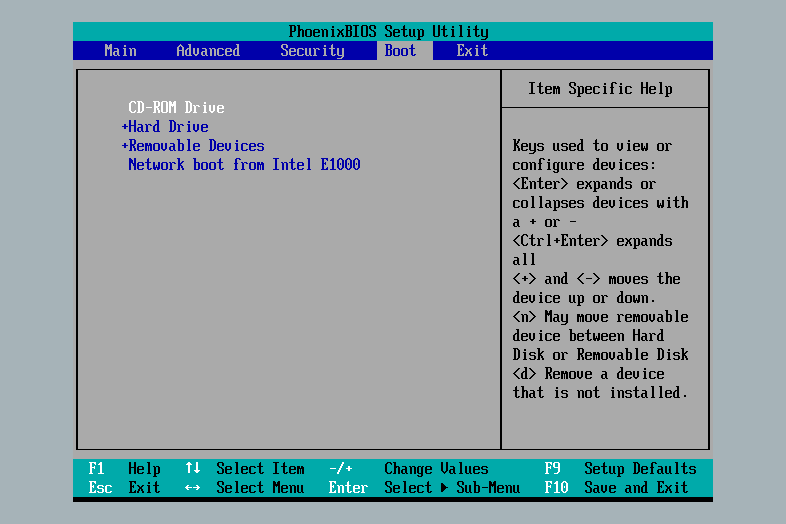 PhoenixBIOS Setup Utility
Main Advanced Security Boot Exit
CD-ROM Drive
+Hard Drive
+Removable Devices
Network boot from Intel E1000
Item Specific Help
Keys used to view or
configure devices:
<Enter> expands or
collapses devices with
a + or -
<Ctrl+Enter> expands
all
<+> and <-> moves the
device up or down.
<n> May move removable
device between Hard
Disk or Removable Disk
<d> Remove a device
that is not installed.
F1 Help ↑↓ Select Item -/+ Change Values F9 Setup Defaults
Esc Exit ↔ Select Menu Enter Select ▶ Sub-Menu F10 Save and Exit